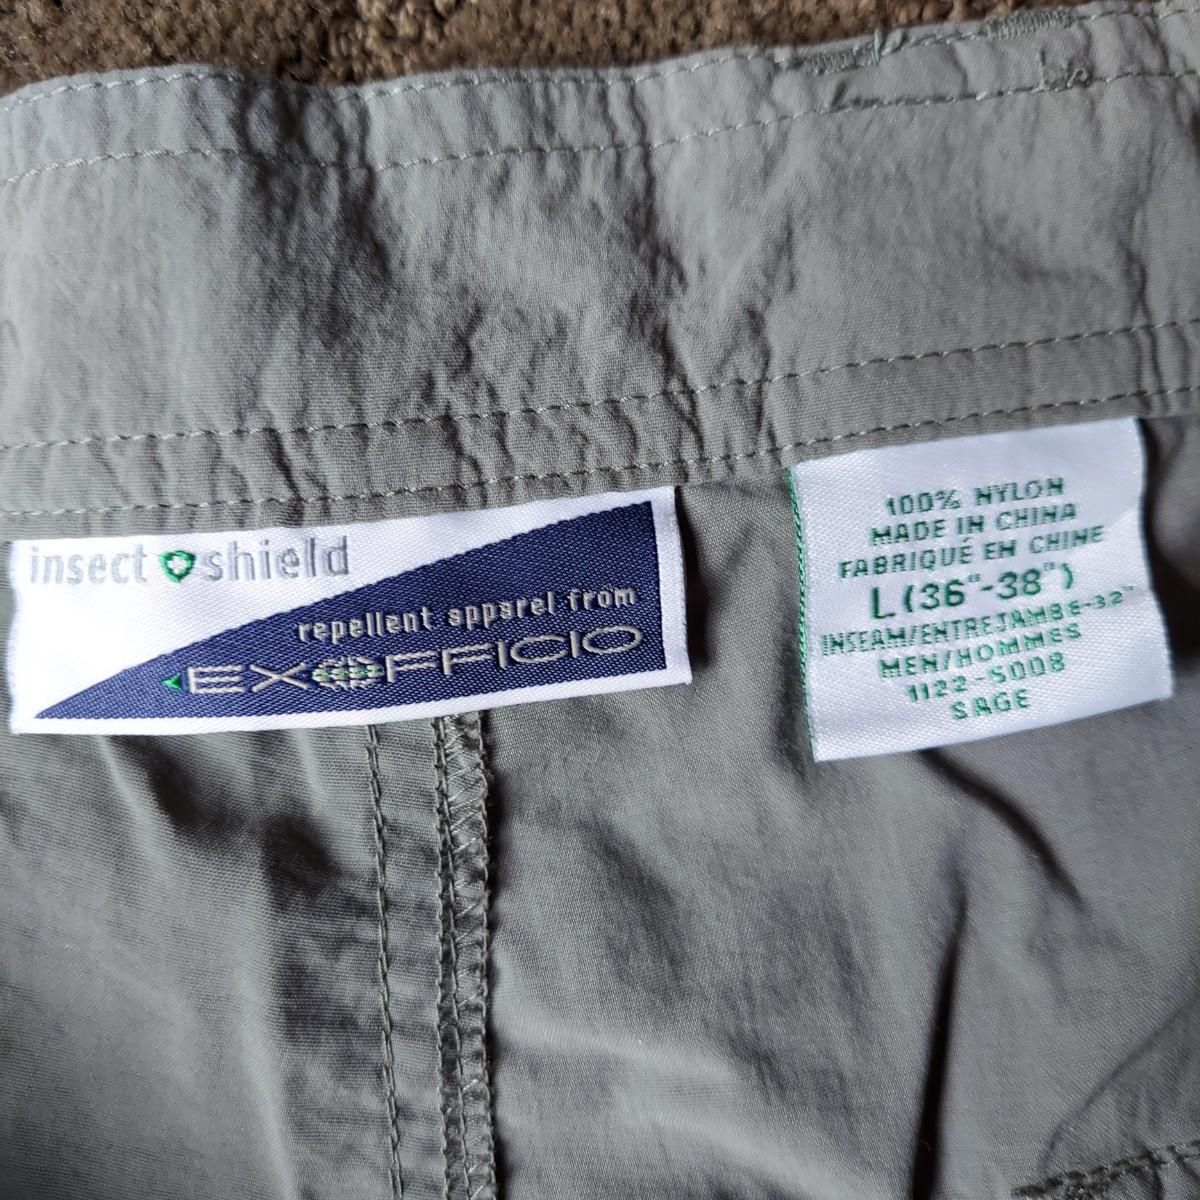 insect shield
repellent apparel from
EXOFFICIO
100% NYLON
MADE IN CHINA
FABRIQUÉ EN CHINE
L (36"-38")
INSEAM/ENTREJAMBE-32"
MEN/HOMMES
1122-5008
SAGE